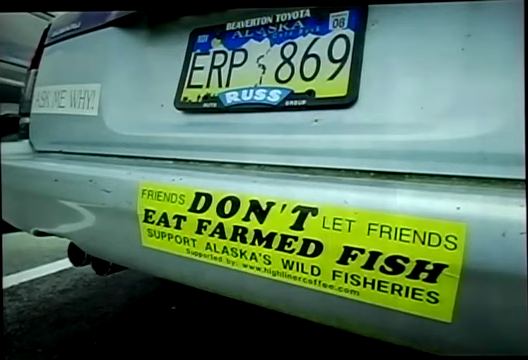 BEAVERTON TOYOTA
08
ALASKA
ERP 869
RUSS GROUP
ASK ME WHY!
FRIENDS DON'T LET FRIENDS
EAT FARMED FISH
SUPPORT ALASKA'S WILD FISHERIES
Supported by: www.highlinercoffee.com